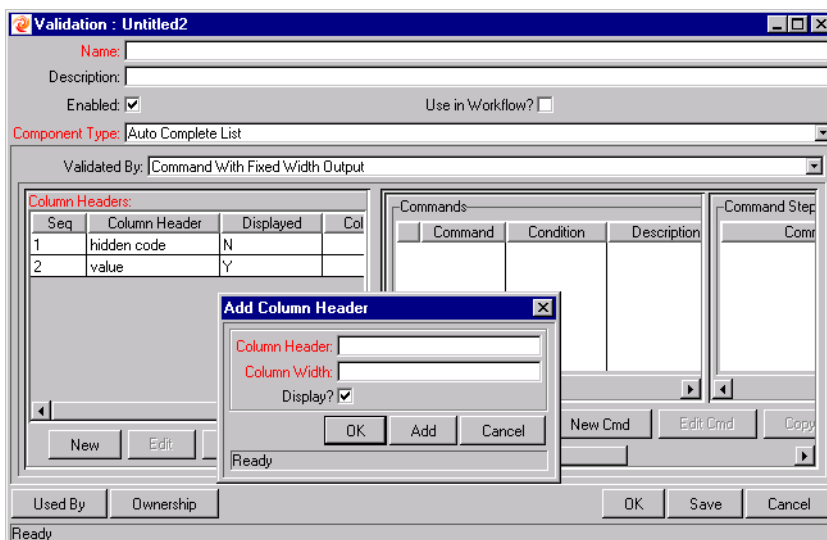 Validation : Untitled2
Name:
Description:
Enabled: Use in Workflow?
Component Type: Auto Complete List
Validated By: Command With Fixed Width Output
Column Headers:
Seq Column Header Displayed Col
1 hidden code N
2 value Y
Commands
Command Condition Description
Command Step
Comm
Add Column Header
Column Header:
Column Width:
Display?
OK Add Cancel
Ready
New Edit
New Cmd Edit Cmd Copy
Used By Ownership OK Save Cancel
Ready